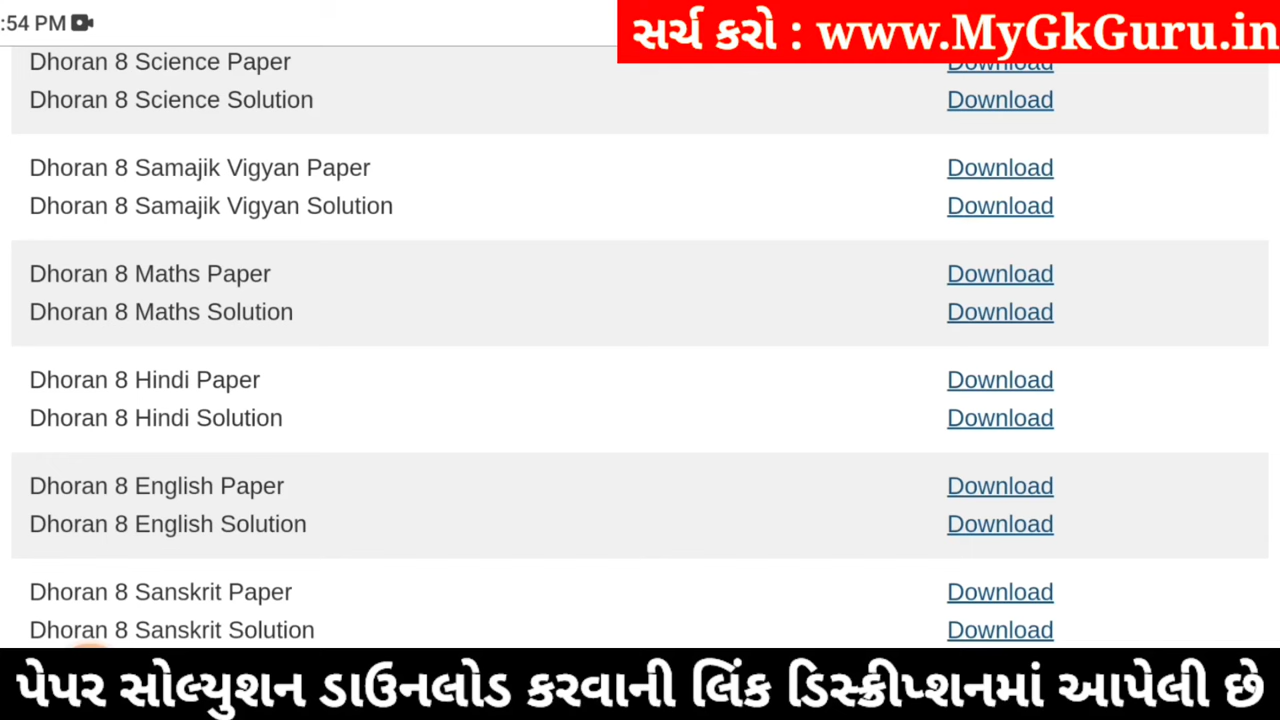 :54 PM
સર્ચ કરો : www.MyGkGuru.in
Dhoran 8 Science Paper Download
Dhoran 8 Science Solution Download
Dhoran 8 Samajik Vigyan Paper Download
Dhoran 8 Samajik Vigyan Solution Download
Dhoran 8 Maths Paper Download
Dhoran 8 Maths Solution Download
Dhoran 8 Hindi Paper Download
Dhoran 8 Hindi Solution Download
Dhoran 8 English Paper Download
Dhoran 8 English Solution Download
Dhoran 8 Sanskrit Paper Download
Dhoran 8 Sanskrit Solution Download
પેપર સોલ્યુશન ડાઉનલોડ કરવાની લિંક ડિસ્ક્રીપ્શનમાં આપેલી છે